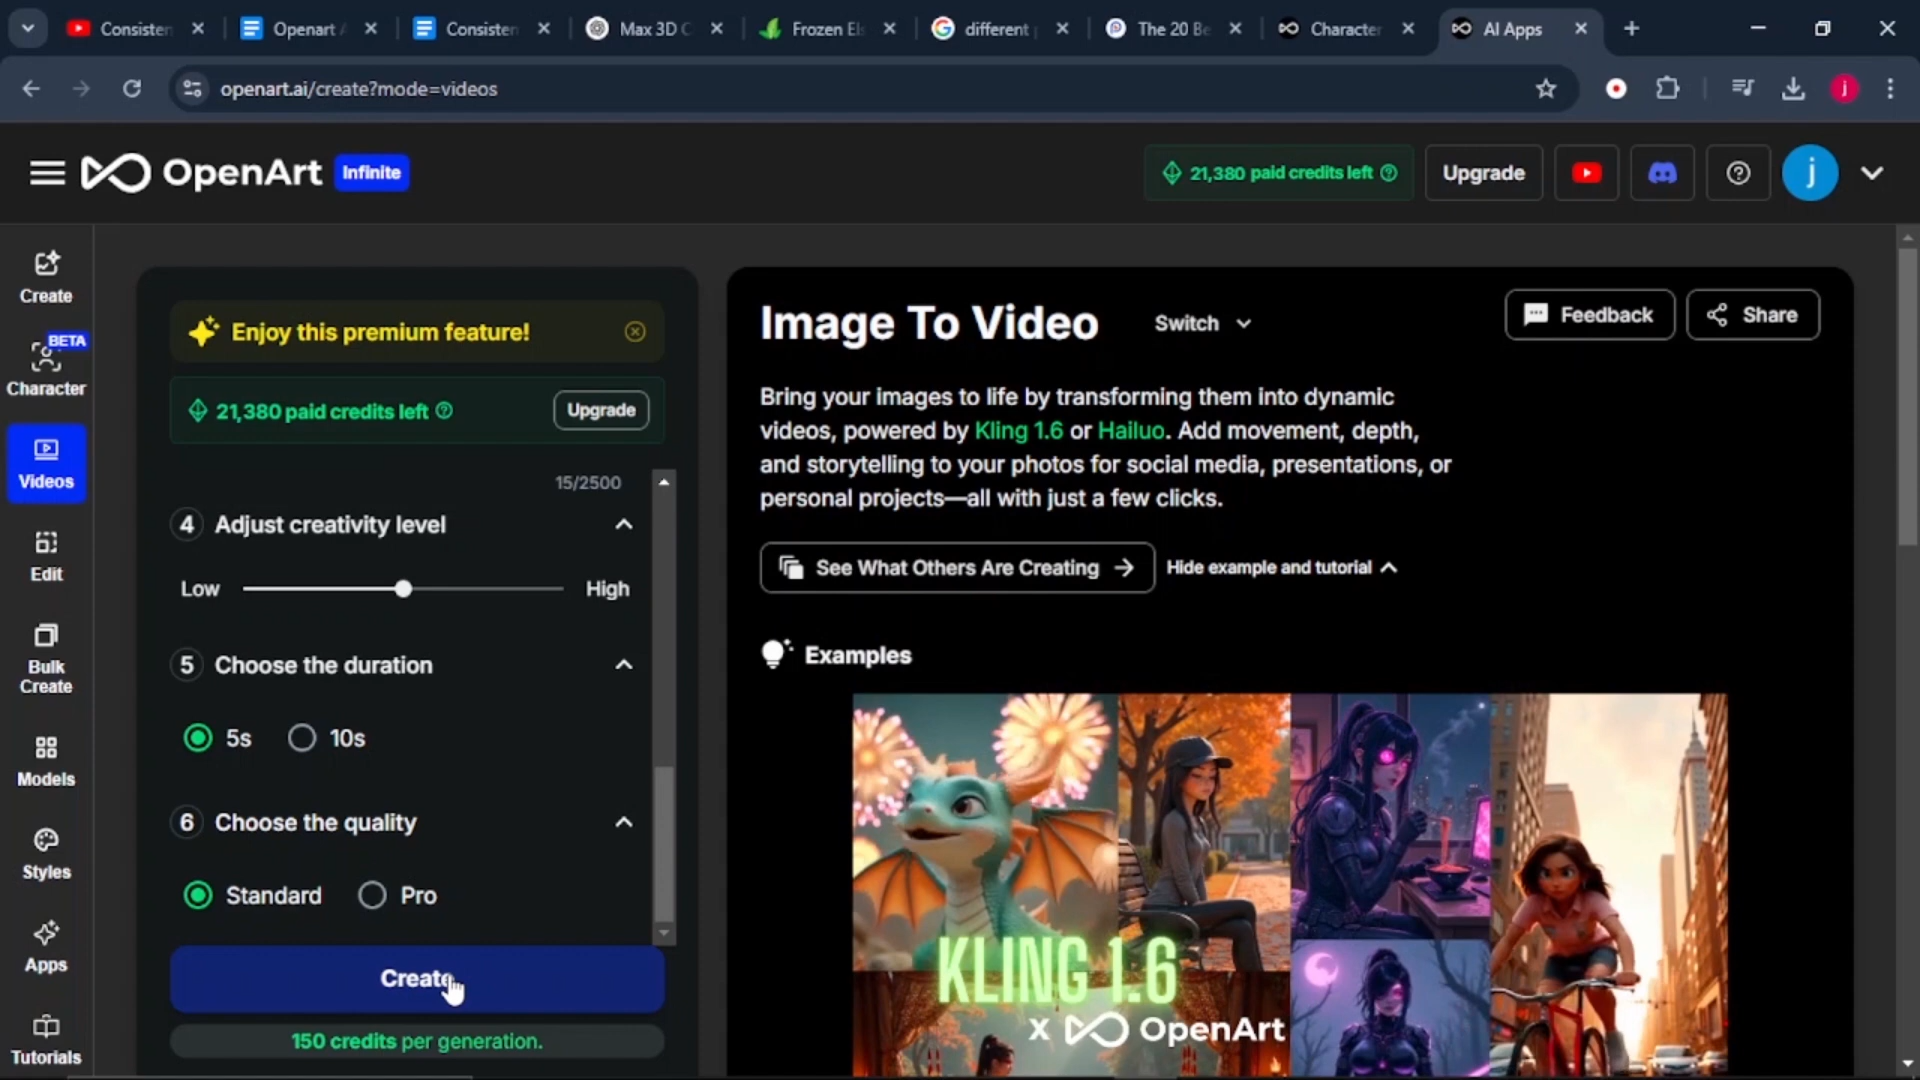 Consisten
Openart A
Consisten
Max 3D C
Frozen Els
different
The 20 Be
Character
AI Apps
openart.ai/create?mode=videos
j
OpenArt
Infinite
21,380 paid credits left
Upgrade
j
Create
BETA
Character
Videos
Edit
Bulk
Create
Models
Styles
Apps
Tutorials
Enjoy this premium feature!
21,380 paid credits left
Upgrade
15/2500
4 Adjust creativity level
Low High
5 Choose the duration
5s 10s
6 Choose the quality
Standard Pro
Create
150 credits per generation.
Image To Video
Switch
Feedback
Share
Bring your images to life by transforming them into dynamic
videos, powered by Kling 1.6 or Hailuo. Add movement, depth,
and storytelling to your photos for social media, presentations, or
personal projects—all with just a few clicks.
See What Others Are Creating
Hide example and tutorial
Examples
KLING 1.6
X OpenArt